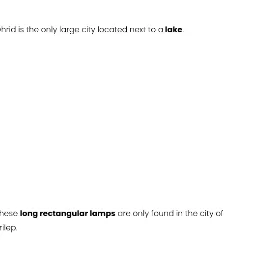 hrid is the only large city located next to a lake.
hese long rectangular lamps are only found in the city of
rilep.